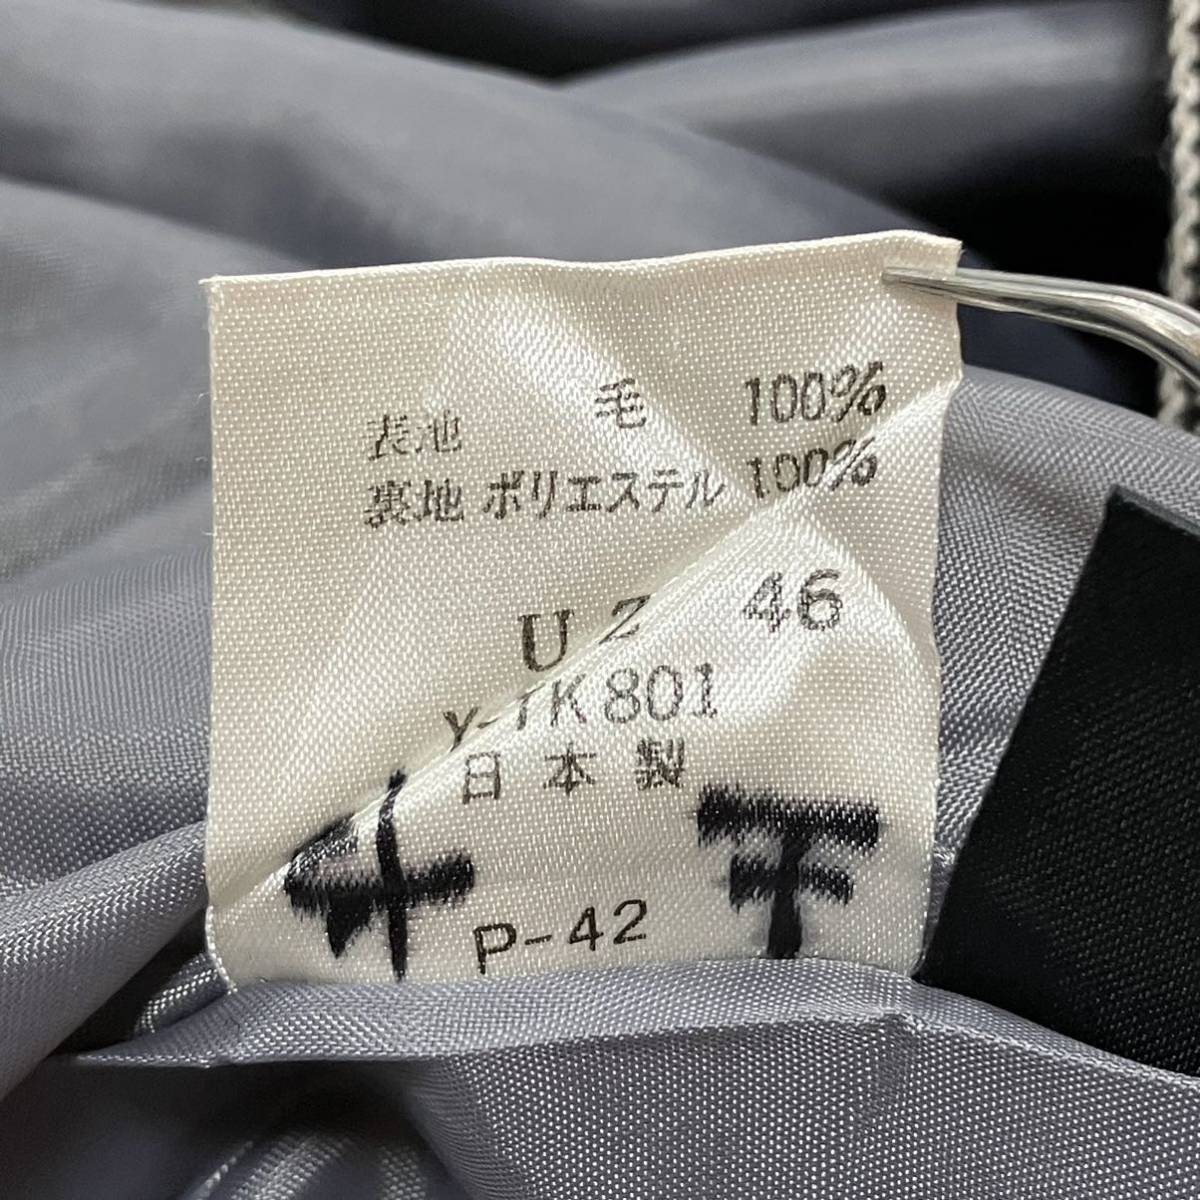 表地 毛 100%
裏地 ポリエステル 100%
U Z 46
Y-TK801
日本製
P-42